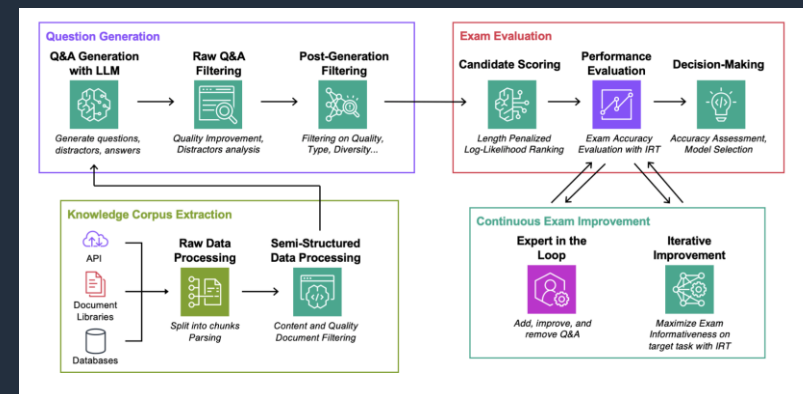 Question Generation
Q&A Generation
with LLM
Generate questions,
distractors, answers
Raw Q&A
Filtering
Quality Improvement,
Distractors analysis
Post-Generation
Filtering
Filtering on Quality,
Type, Diversity...
Exam Evaluation
Candidate Scoring
Length Penalized
Log-Likelihood Ranking
Performance
Evaluation
Exam Accuracy
Evaluation with IRT
Decision-Making
Accuracy Assessment,
Model Selection
Knowledge Corpus Extraction
API
Document
Libraries
Databases
Raw Data
Processing
Split into chunks
Parsing
Semi-Structured
Data Processing
Content and Quality
Document Filtering
Continuous Exam Improvement
Expert in the
Loop
Add, improve, and
remove Q&A
Iterative
Improvement
Maximize Exam
Informativeness on
target task with IRT